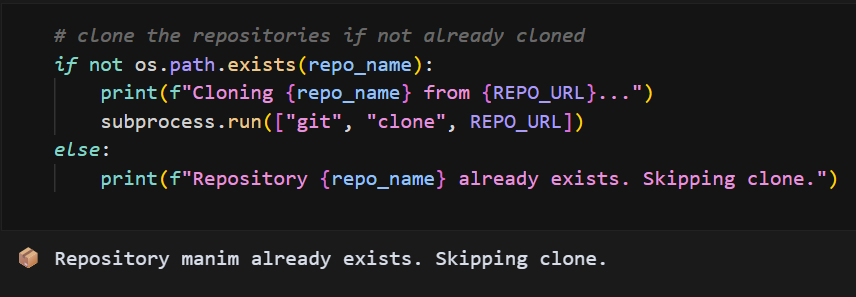 # clone the repositories if not already cloned
if not os.path.exists(repo_name):
    print(f"Cloning {repo_name} from {REPO_URL}...")
    subprocess.run(["git", "clone", REPO_URL])
else:
    print(f"Repository {repo_name} already exists. Skipping clone.")
Repository manim already exists. Skipping clone.